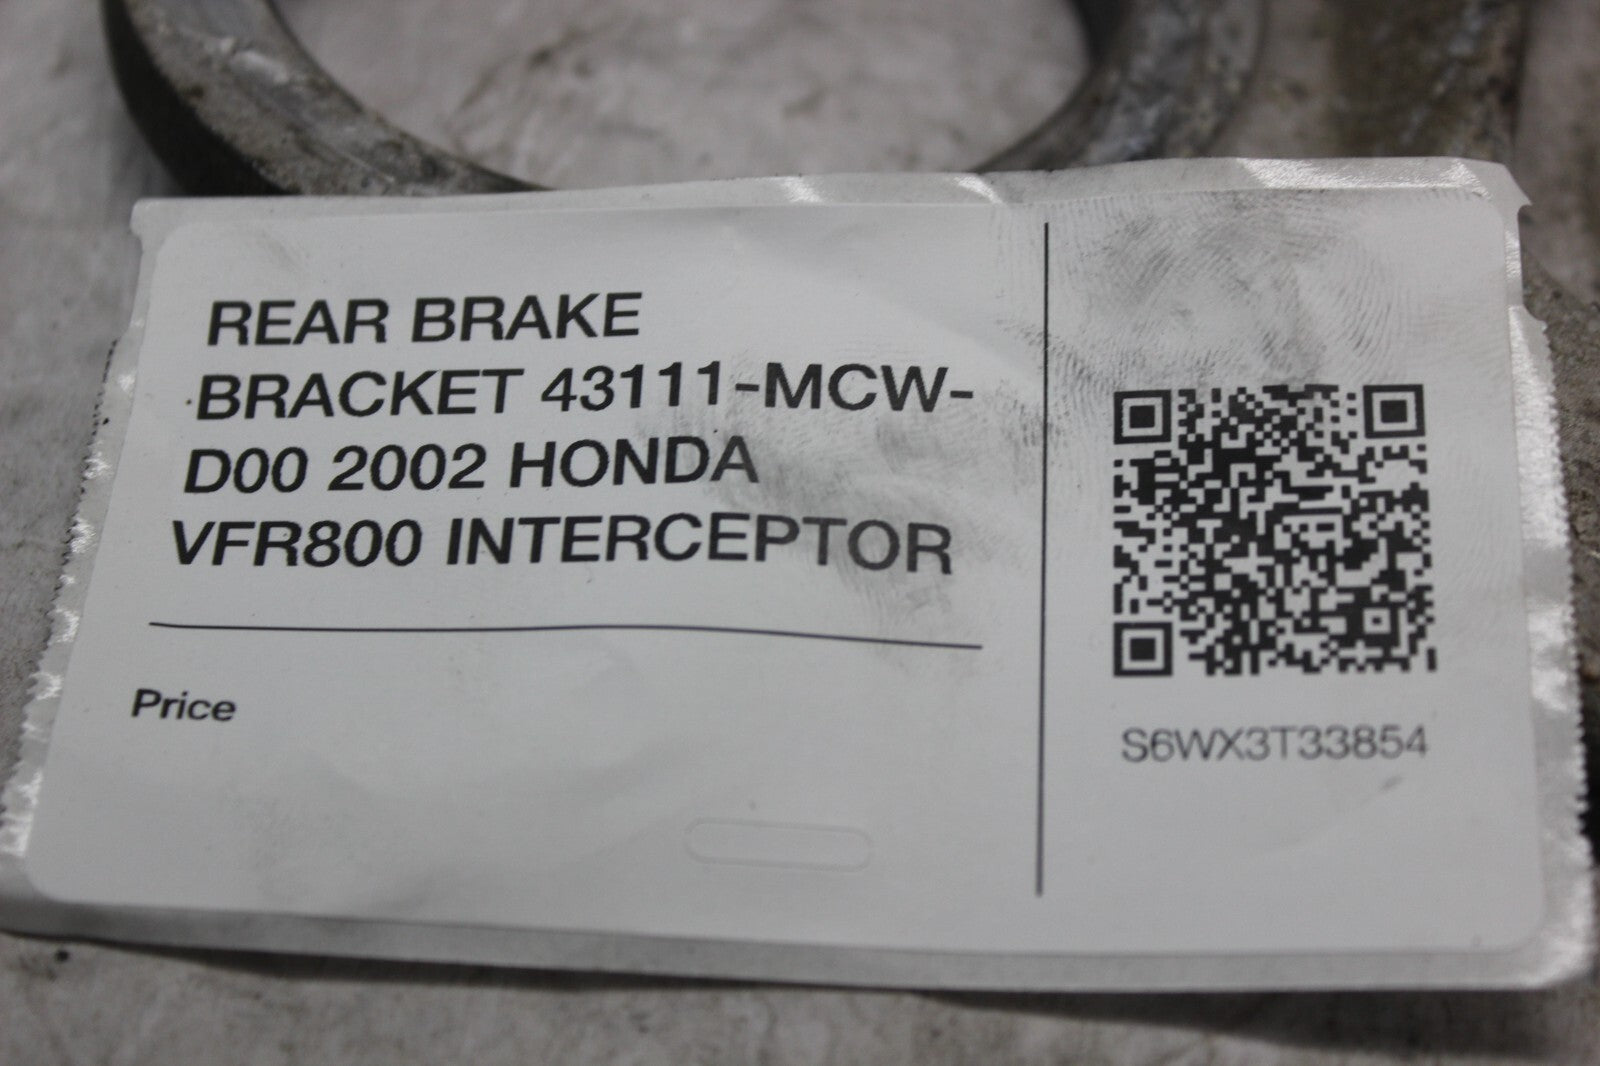 REAR BRAKE
BRACKET 43111-MCW-
D00 2002 HONDA
VFR800 INTERCEPTOR
Price
S6WX3T33854